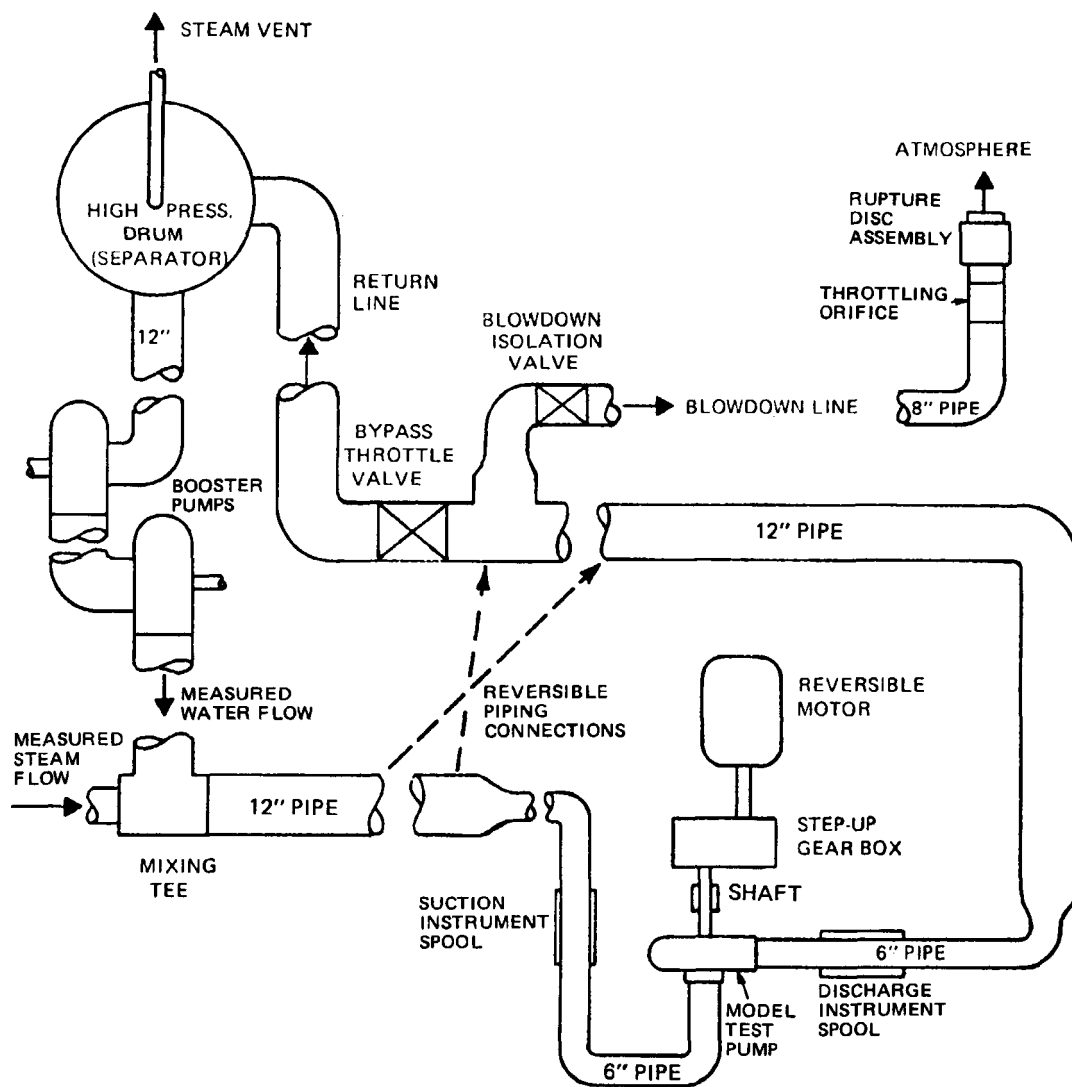 STEAM VENT
HIGH PRESS.
DRUM
(SEPARATOR)
12"
RETURN
LINE
ATMOSPHERE
RUPTURE
DISC
ASSEMBLY
THROTTLING
ORIFICE
8" PIPE
BLOWDOWN
ISOLATION
VALVE
BLOWDOWN LINE
BYPASS
THROTTLE
VALVE
BOOSTER
PUMPS
12" PIPE
MEASURED
WATER FLOW
MEASURED
STEAM
FLOW
12" PIPE
MIXING
TEE
REVERSIBLE
PIPING
CONNECTIONS
REVERSIBLE
MOTOR
STEP-UP
GEAR BOX
SHAFT
SUCTION
INSTRUMENT
SPOOL
6" PIPE
DISCHARGE
INSTRUMENT
SPOOL
MODEL
TEST
PUMP
6" PIPE